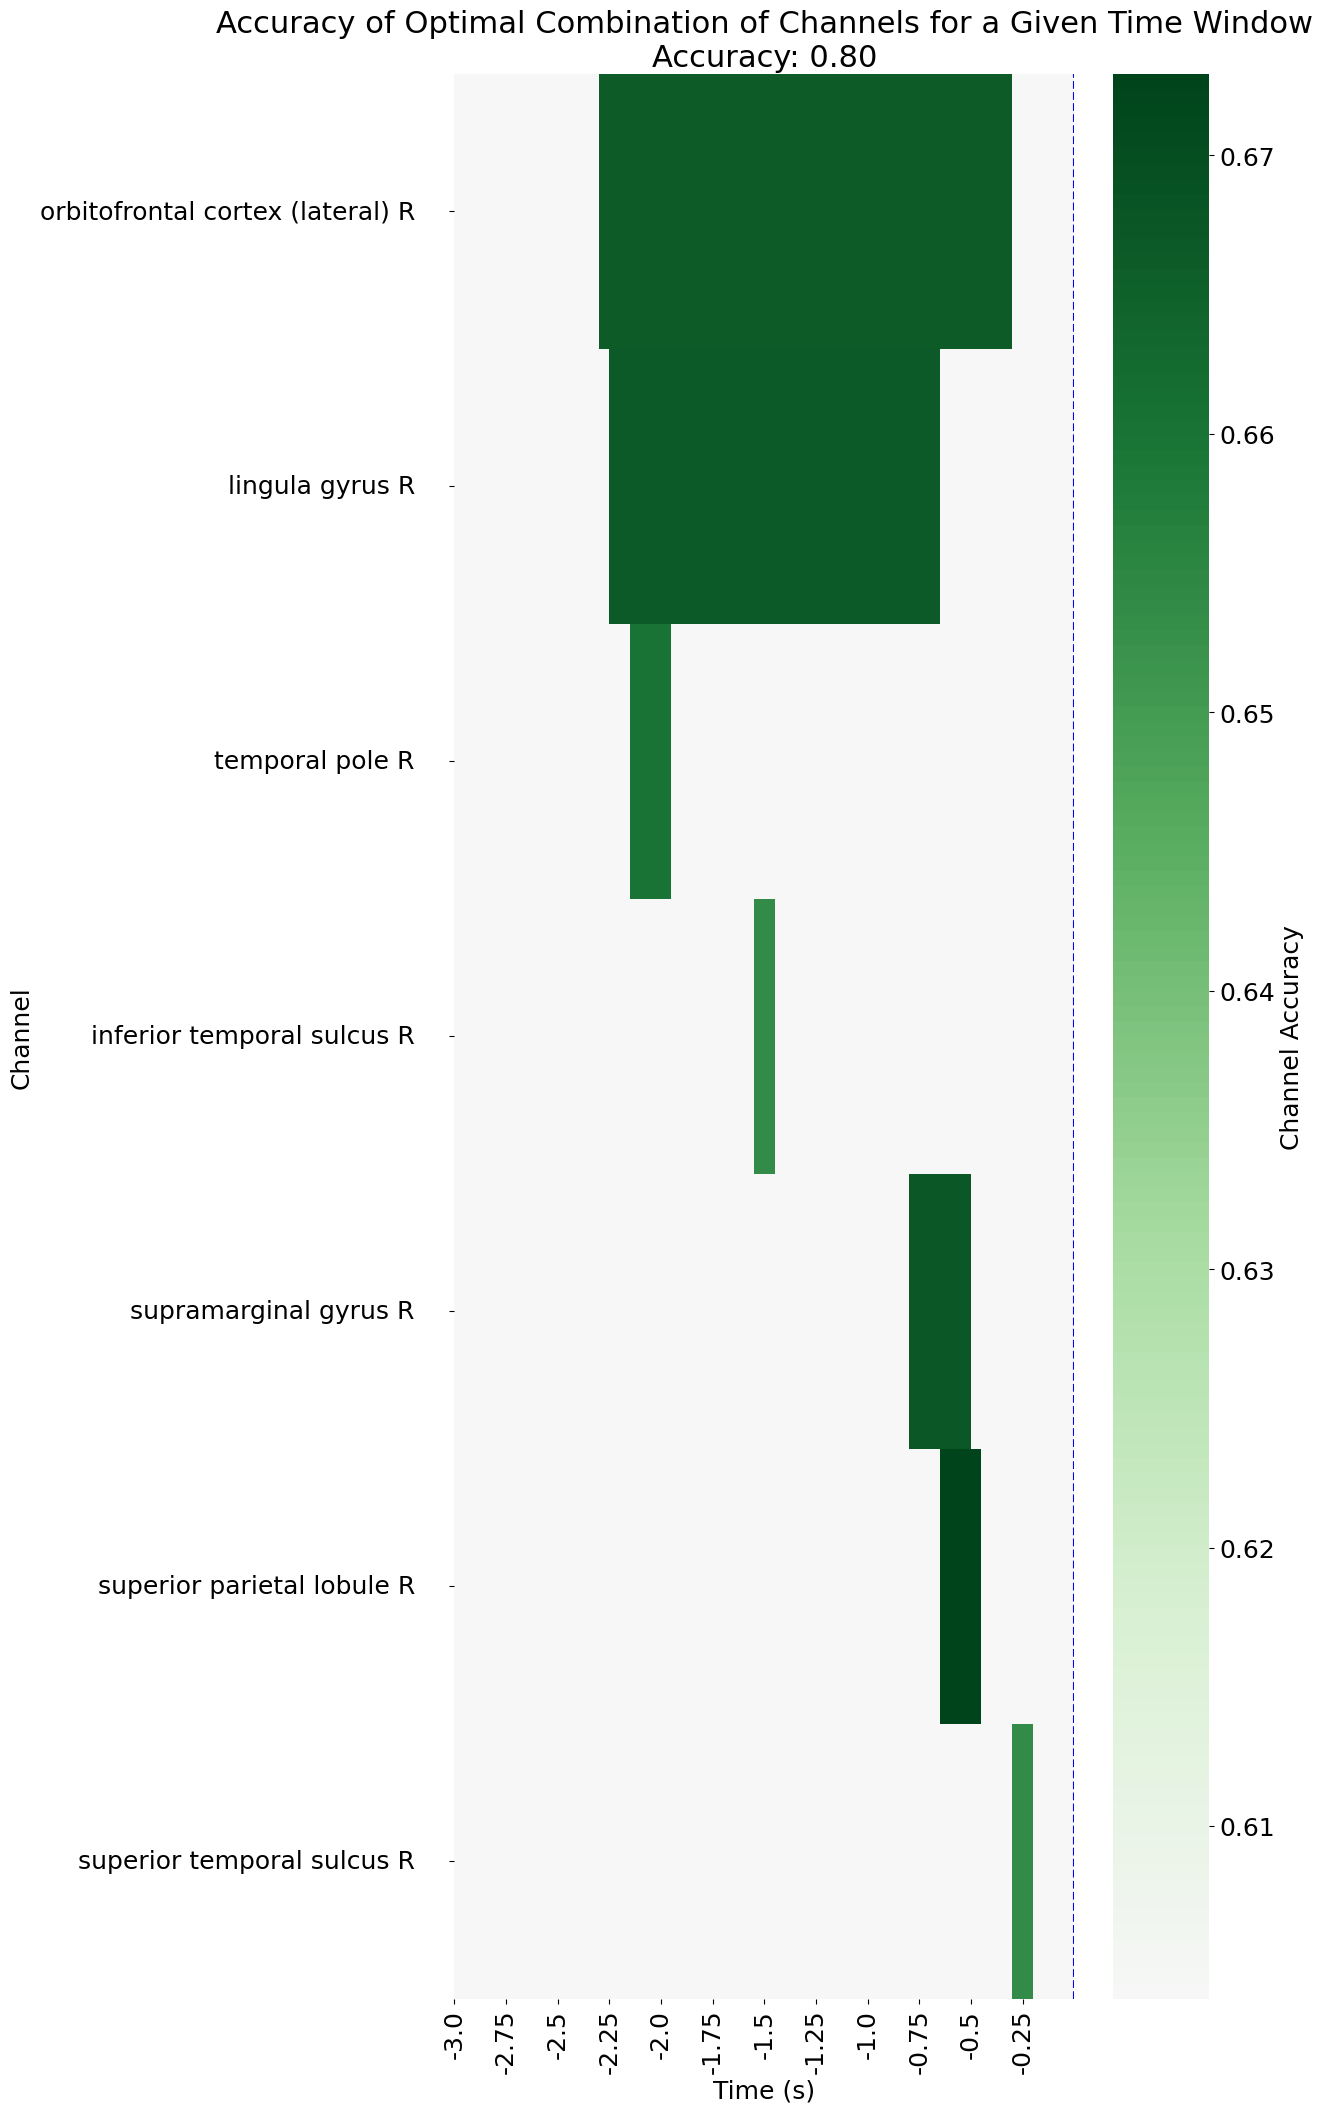 Accuracy of Optimal Combination of Channels for a Given Time Window
Accuracy: 0.80
orbitofrontal cortex (lateral) R
lingula gyrus R
temporal pole R
inferior temporal sulcus R
supramarginal gyrus R
superior parietal lobule R
superior temporal sulcus R
Channel
-3.0
-2.75
-2.5
-2.25
-2.0
-1.75
-1.5
-1.25
-1.0
-0.75
-0.5
-0.25
Time (s)
0.67
0.66
0.65
0.64
0.63
0.62
0.61
Channel Accuracy